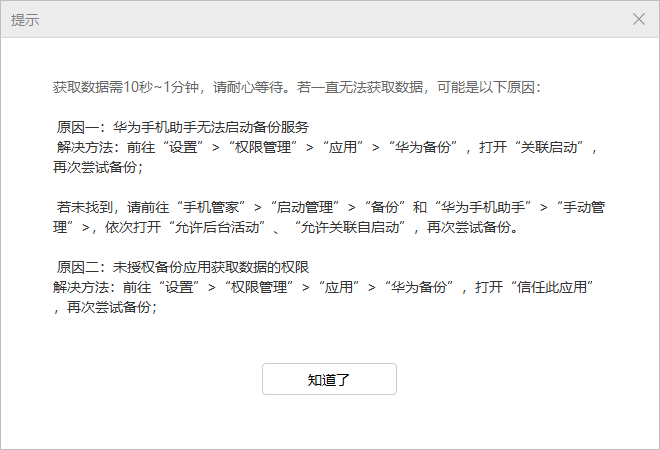 提示
获取数据需10秒~1分钟，请耐心等待。若一直无法获取数据，可能是以下原因：
原因一：华为手机助手无法启动备份服务
解决方法：前往“设置”>“权限管理”>“应用”>“华为备份”，打开“关联启动”，
再次尝试备份；
若未找到，请前往“手机管家”>“启动管理”>“备份”和“华为手机助手”>“手动管
理”>，依次打开“允许后台活动”、“允许关联自启动”，再次尝试备份。
原因二：未授权备份应用获取数据的权限
解决方法：前往“设置”>“权限管理”>“应用”>“华为备份”，打开“信任此应用”
，再次尝试备份；
知道了